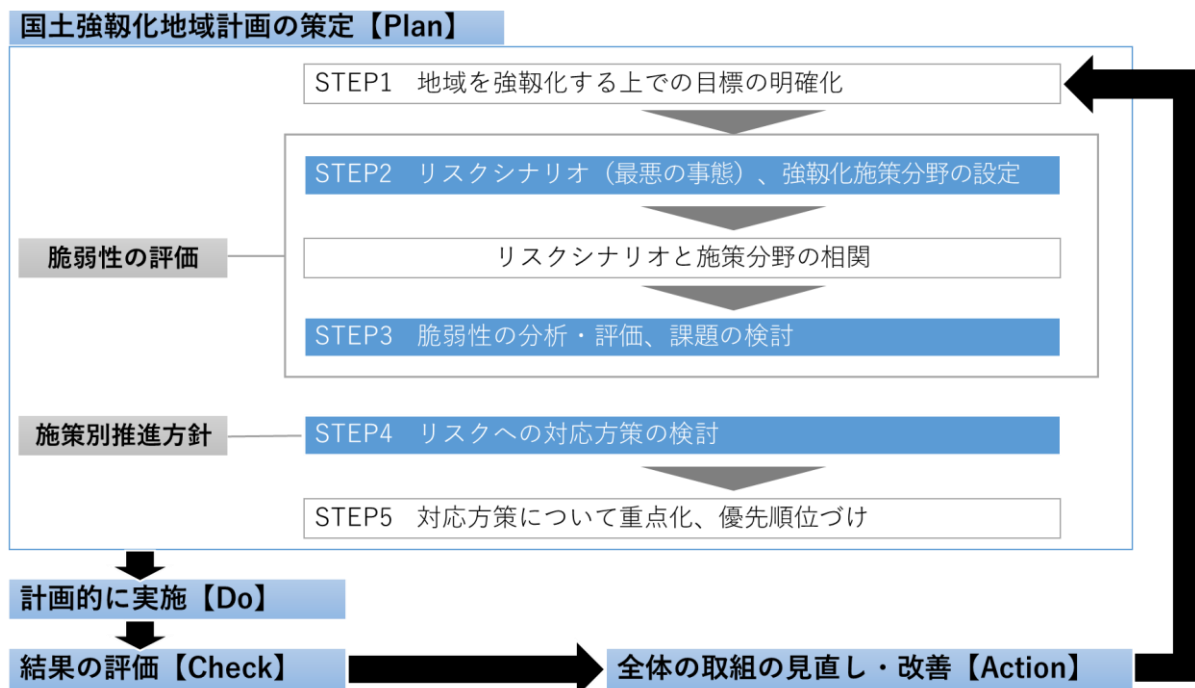 国土強靱化地域計画の策定【Plan】
STEP1　地域を強靱化する上での目標の明確化
STEP2　リスクシナリオ（最悪の事態）、強靱化施策分野の設定
脆弱性の評価
リスクシナリオと施策分野の相関
STEP3　脆弱性の分析・評価、課題の検討
施策別推進方針
STEP4　リスクへの対応方策の検討
STEP5　対応方策について重点化、優先順位づけ
計画的に実施【Do】
結果の評価【Check】
全体の取組の見直し・改善【Action】